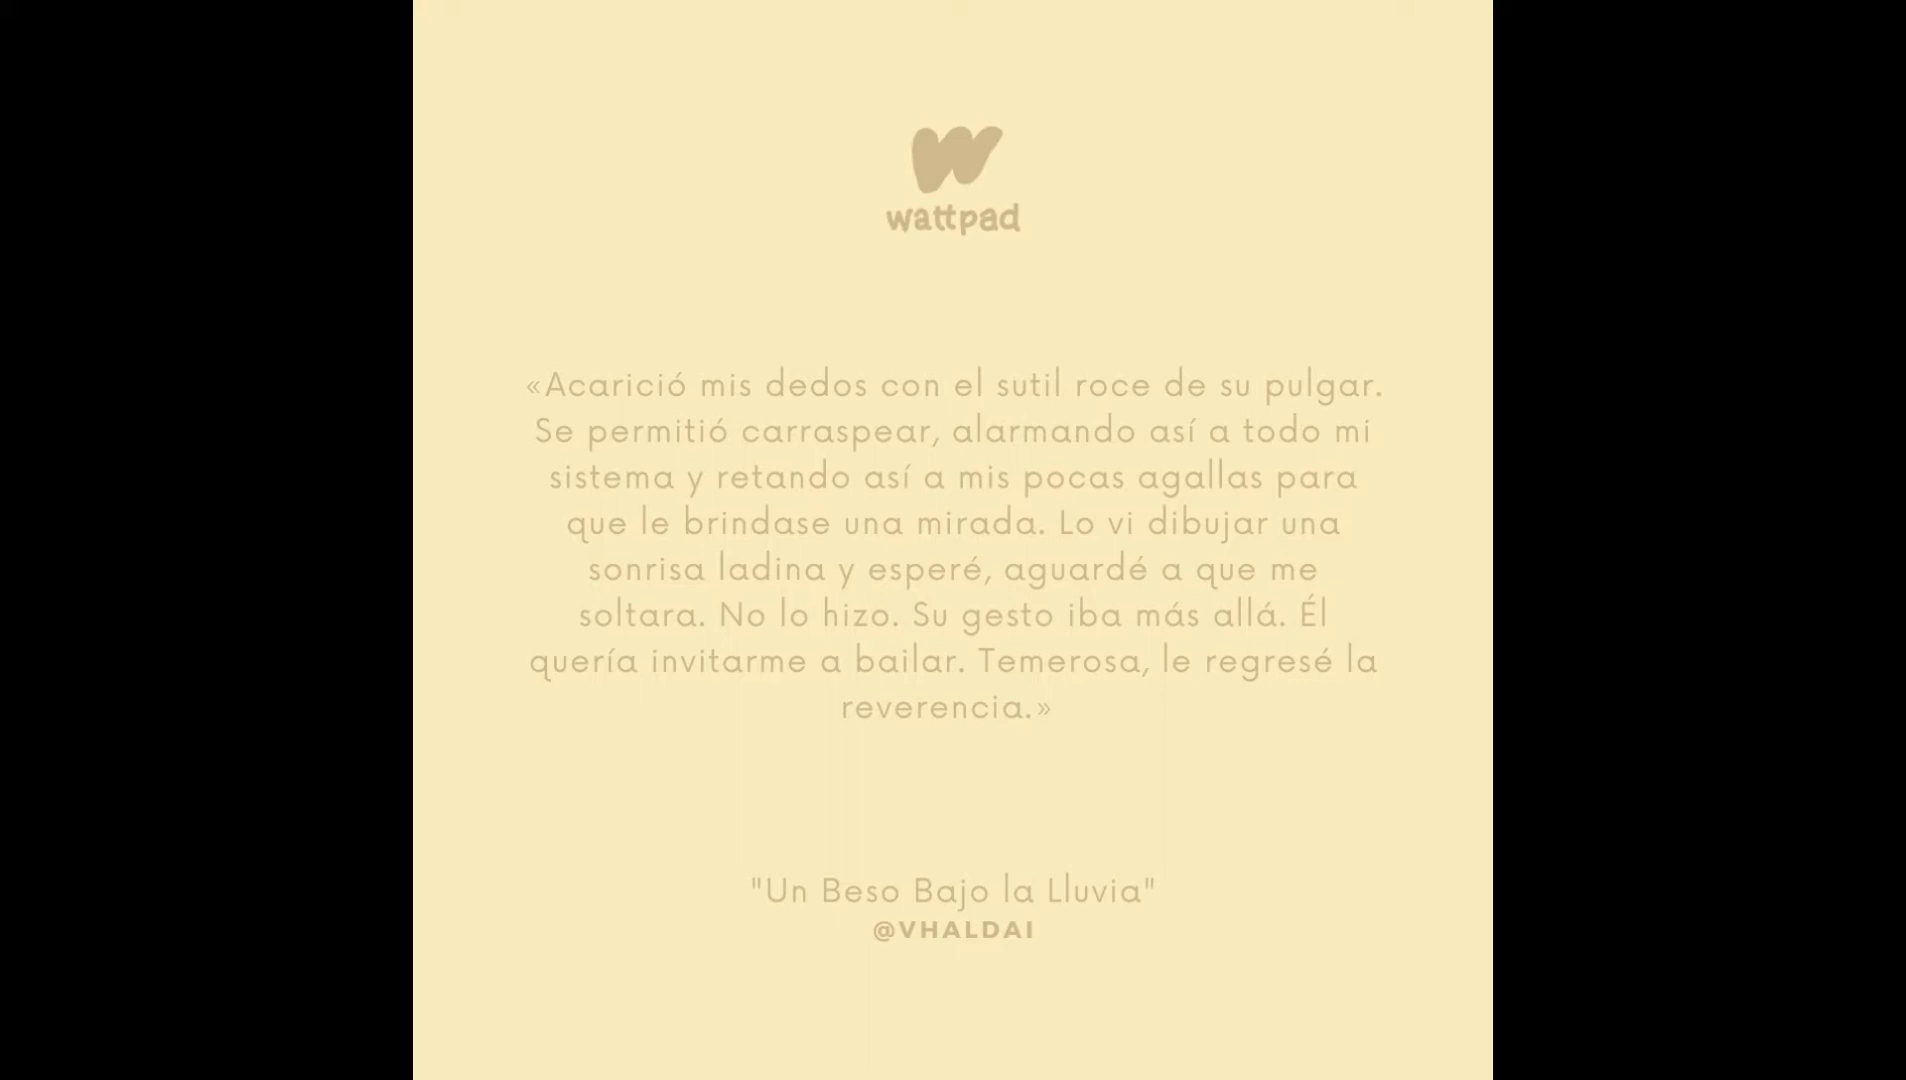 wattpad
«Acarició mis dedos con el sutil roce de su pulgar.
Se permitió carraspear, alarmando así a todo mi
sistema y retando así a mis pocas agallas para
que le brindase una mirada. Lo vi dibujar una
sonrisa ladina y esperé, aguardé a que me
soltara. No lo hizo. Su gesto iba más allá. Él
quería invitarme a bailar. Temerosa, le regresé la
reverencia.»
"Un Beso Bajo la Lluvia"
@VHALDAI